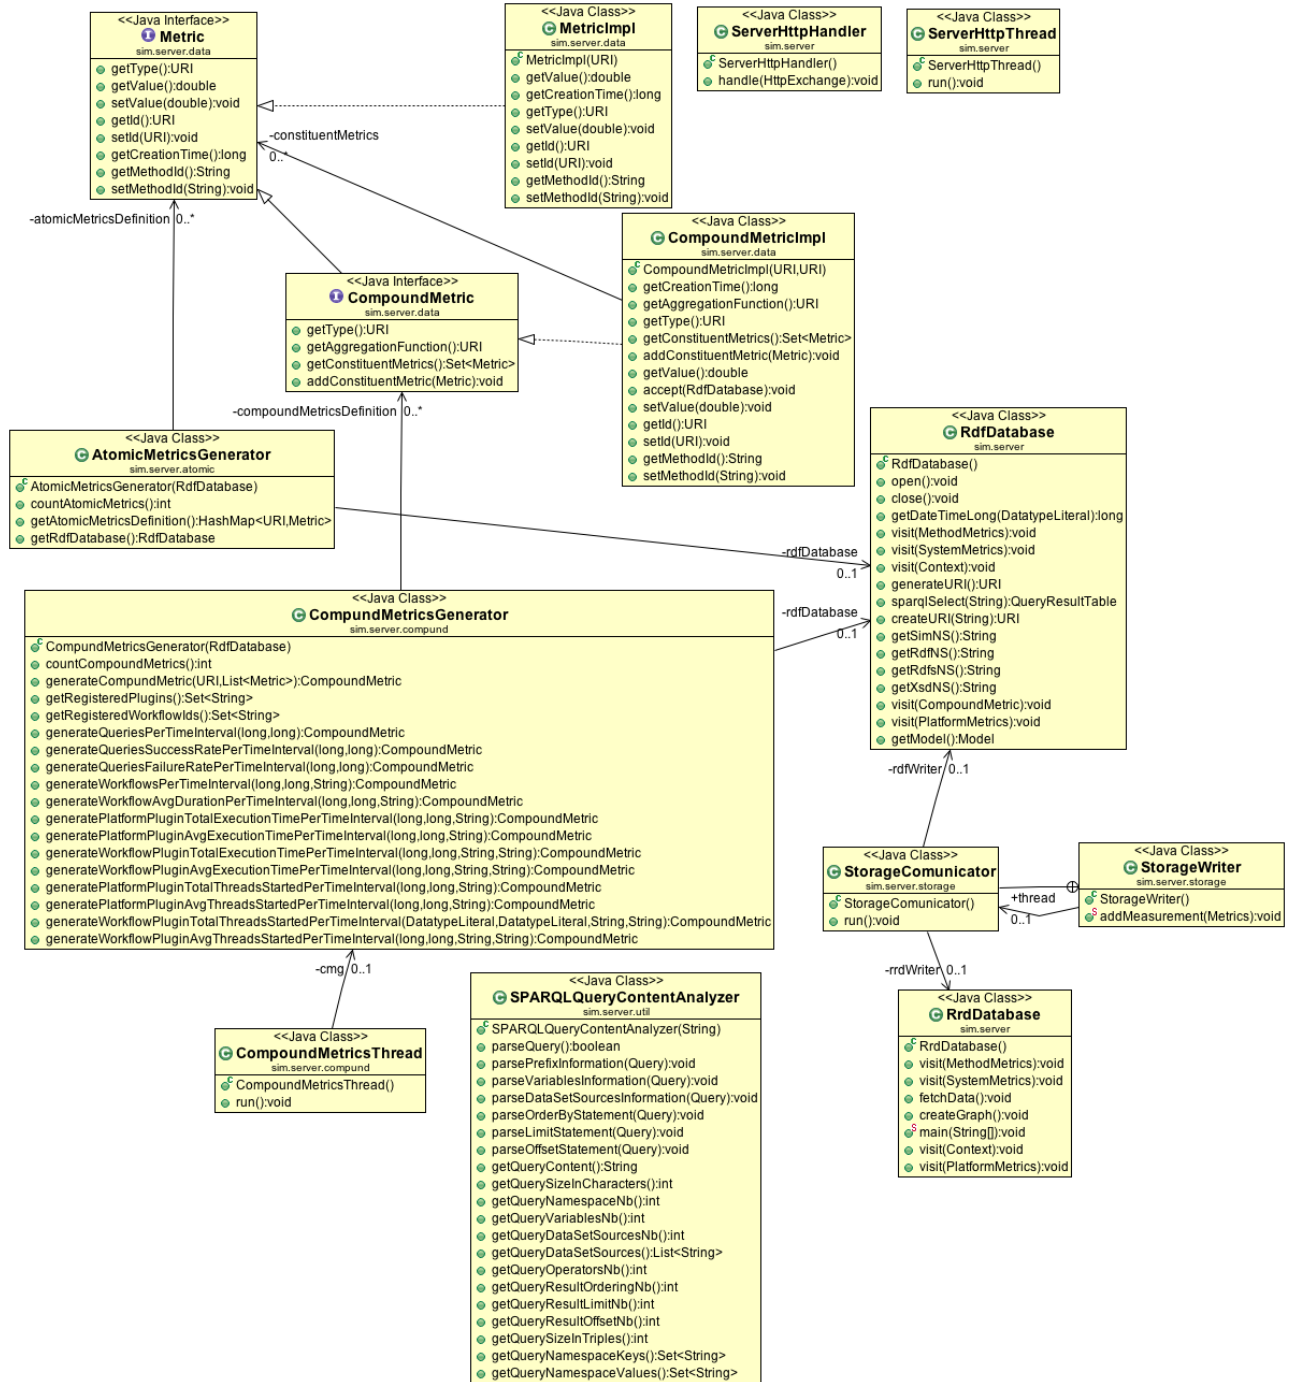 <<Java Interface>>
Metric
sim.server.data
getType():URI
getValue():double
setValue(double):void
getId():URI
setId(URI):void
getCreationTime():long
getMethodId():String
setMethodId(String):void
<<Java Class>>
MetricImpl
sim.server.data
MetricImpl(URI)
getValue():double
getCreationTime():long
getType():URI
setValue(double):void
getId():URI
setId(URI):void
getMethodId():String
setMethodId(String):void
<<Java Class>>
ServerHttpHandler
sim.server
ServerHttpHandler()
handle(HttpExchange):void
<<Java Class>>
ServerHttpThread
sim.server
ServerHttpThread()
run():void
-constituentMetrics
0..*
-atomicMetricsDefinition 0..*
<<Java Class>>
CompoundMetricImpl
sim.server.data
CompoundMetricImpl(URI,URI)
getCreationTime():long
getAggregationFunction():URI
getType():URI
getConstituentMetrics():Set<Metric>
addConstituentMetric(Metric):void
getValue():double
accept(RdfDatabase):void
setValue(double):void
getId():URI
setId(URI):void
getMethodId():String
setMethodId(String):void
<<Java Interface>>
CompoundMetric
sim.server.data
getType():URI
getAggregationFunction():URI
getConstituentMetrics():Set<Metric>
addConstituentMetric(Metric):void
-compoundMetricsDefinition 0..*
<<Java Class>>
AtomicMetricsGenerator
sim.server.atomic
AtomicMetricsGenerator(RdfDatabase)
countAtomicMetrics():int
getAtomicMetricsDefinition():HashMap<URI,Metric>
getRdfDatabase():RdfDatabase
<<Java Class>>
RdfDatabase
sim.server
RdfDatabase()
open():void
close():void
getDateTimeLong(DatatypeLiteral):long
visit(MethodMetrics):void
visit(SystemMetrics):void
visit(Context):void
generateURI():URI
sparqlSelect(String):QueryResultTable
createURI(String):URI
getSimNS():String
getRdfNS():String
getRdfsNS():String
getXsdNS():String
visit(CompoundMetric):void
visit(PlatformMetrics):void
getModel():Model
-rdfDatabase
0..1
-rdfDatabase
0..1
<<Java Class>>
CompundMetricsGenerator
sim.server.compund
CompundMetricsGenerator(RdfDatabase)
countCompoundMetrics():int
generateCompundMetric(URI,List<Metric>):CompoundMetric
getRegisteredPlugins():Set<String>
getRegisteredWorkflowIds():Set<String>
generateQueriesPerTimeInterval(long,long):CompoundMetric
generateQueriesSuccessRatePerTimeInterval(long,long):CompoundMetric
generateQueriesFailureRatePerTimeInterval(long,long):CompoundMetric
generateWorkflowsPerTimeInterval(long,long,String):CompoundMetric
generateWorkflowAvgDurationPerTimeInterval(long,long,String):CompoundMetric
generatePlatformPluginTotalExecutionTimePerTimeInterval(long,long,String):CompoundMetric
generatePlatformPluginAvgExecutionTimePerTimeInterval(long,long,String):CompoundMetric
generateWorkflowPluginTotalExecutionTimePerTimeInterval(long,long,String,String):CompoundMetric
generateWorkflowPluginAvgExecutionTimePerTimeInterval(long,long,String,String):CompoundMetric
generatePlatformPluginTotalThreadsStartedPerTimeInterval(long,long,String):CompoundMetric
generatePlatformPluginAvgThreadsStartedPerTimeInterval(long,long,String):CompoundMetric
generateWorkflowPluginTotalThreadsStartedPerTimeInterval(DatatypeLiteral,DatatypeLiteral,String,String):CompoundMetric
generateWorkflowPluginAvgThreadsStartedPerTimeInterval(long,long,String,String):CompoundMetric
-rdfWriter 0..1
<<Java Class>>
StorageComunicator
sim.server.storage
StorageComunicator()
run():void
+thread
0..1
<<Java Class>>
StorageWriter
sim.server.storage
StorageWriter()
addMeasurement(Metrics):void
-cmg 0..1
-rrdWriter 0..1
<<Java Class>>
CompoundMetricsThread
sim.server.compund
CompoundMetricsThread()
run():void
<<Java Class>>
SPARQLQueryContentAnalyzer
sim.server.util
SPARQLQueryContentAnalyzer(String)
parseQuery():boolean
parsePrefixInformation(Query):void
parseVariablesInformation(Query):void
parseDataSetSourcesInformation(Query):void
parseOrderByStatement(Query):void
parseLimitStatement(Query):void
parseOffsetStatement(Query):void
getQueryContent():String
getQuerySizeInCharacters():int
getQueryNamespaceNb():int
getQueryVariablesNb():int
getQueryDataSetSourcesNb():int
getQueryDataSetSources():List<String>
getQueryOperatorsNb():int
getQueryResultOrderingNb():int
getQueryResultLimitNb():int
getQueryResultOffsetNb():int
getQuerySizeInTriples():int
getQueryNamespaceKeys():Set<String>
getQueryNamespaceValues():Set<String>
<<Java Class>>
RrdDatabase
sim.server
RrdDatabase()
visit(MethodMetrics):void
visit(SystemMetrics):void
fetchData():void
createGraph():void
main(String[]):void
visit(Context):void
visit(PlatformMetrics):void